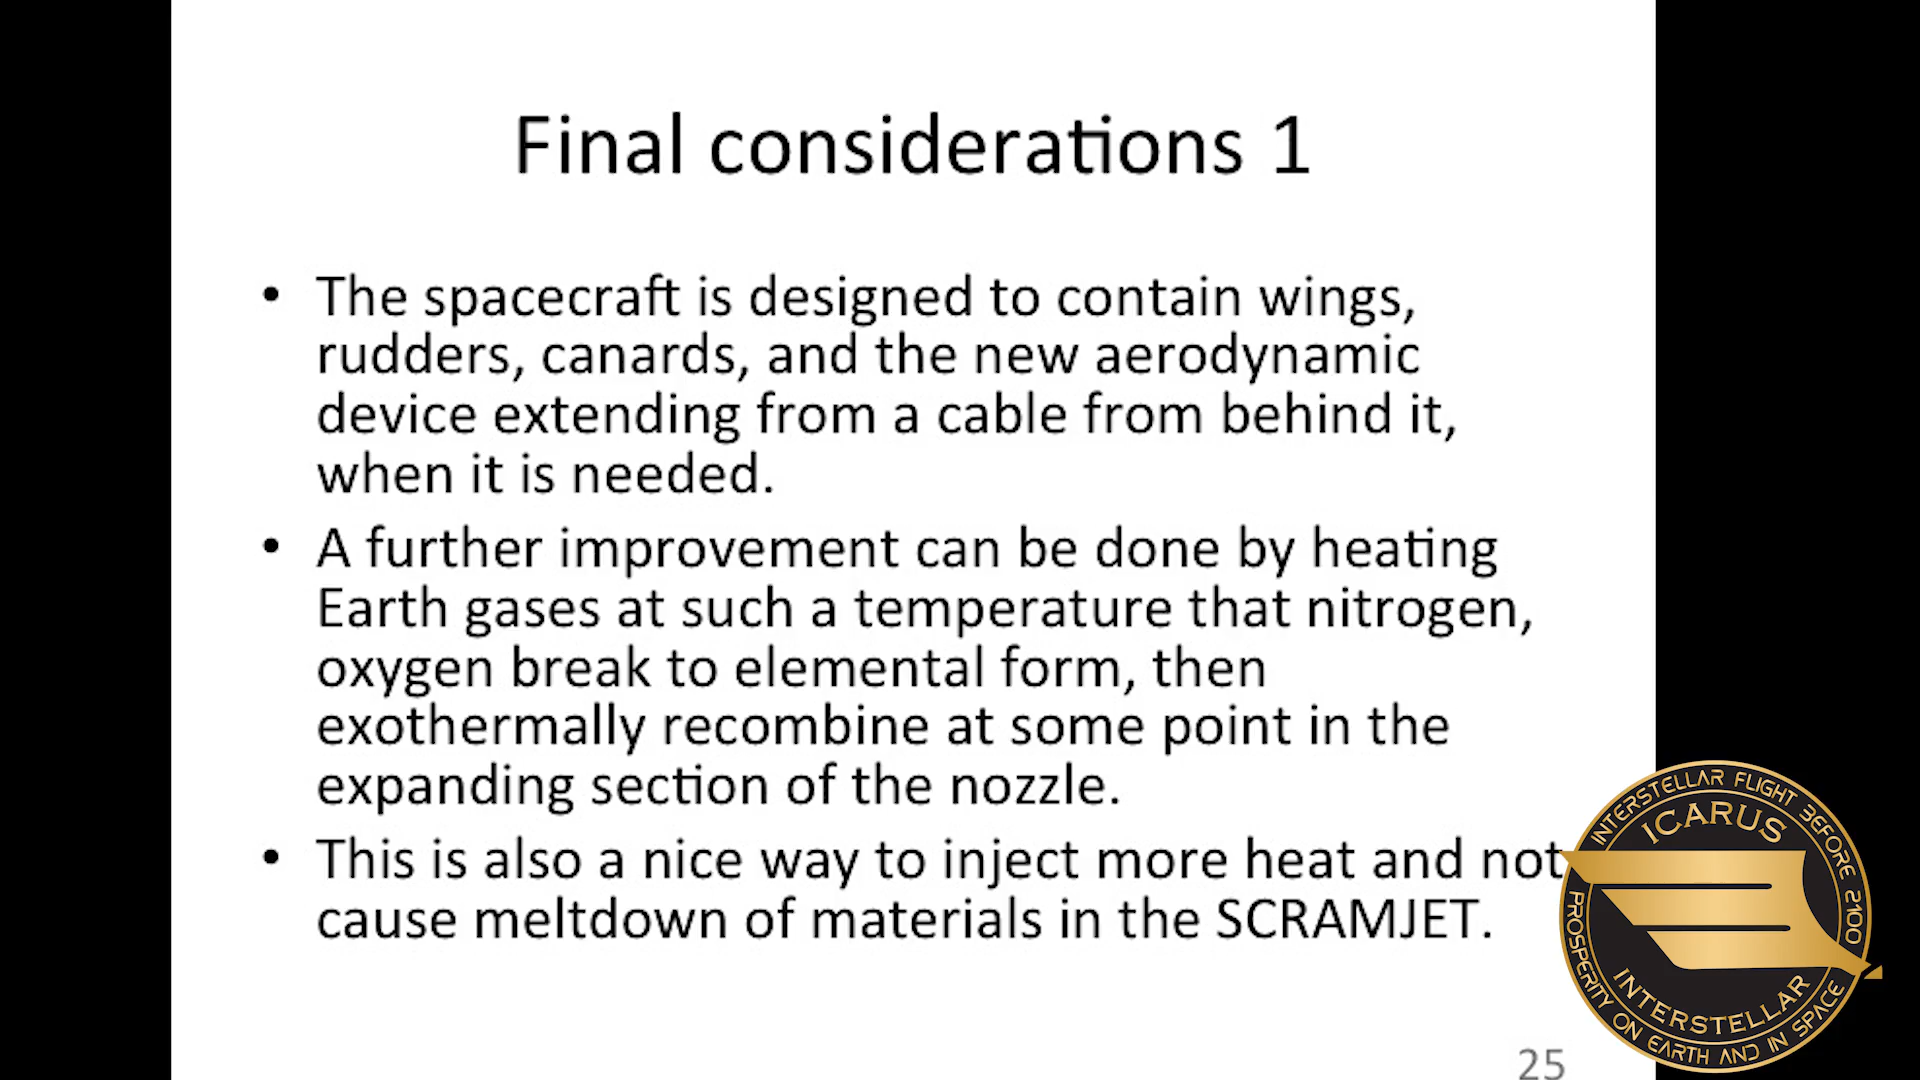 Final considerations 1
• The spacecraft is designed to contain wings,
rudders, canards, and the new aerodynamic
device extending from a cable from behind it,
when it is needed.
• A further improvement can be done by heating
Earth gases at such a temperature that nitrogen,
oxygen break to elemental form, then
exothermally recombine at some point in the
expanding section of the nozzle.
• This is also a nice way to inject more heat and not
cause meltdown of materials in the SCRAMJET.
25
INTERSTELLAR FLIGHT BEFORE 2100
ICARUS
INTERSTELLAR
PROSPERITY ON EARTH AND IN SPACE